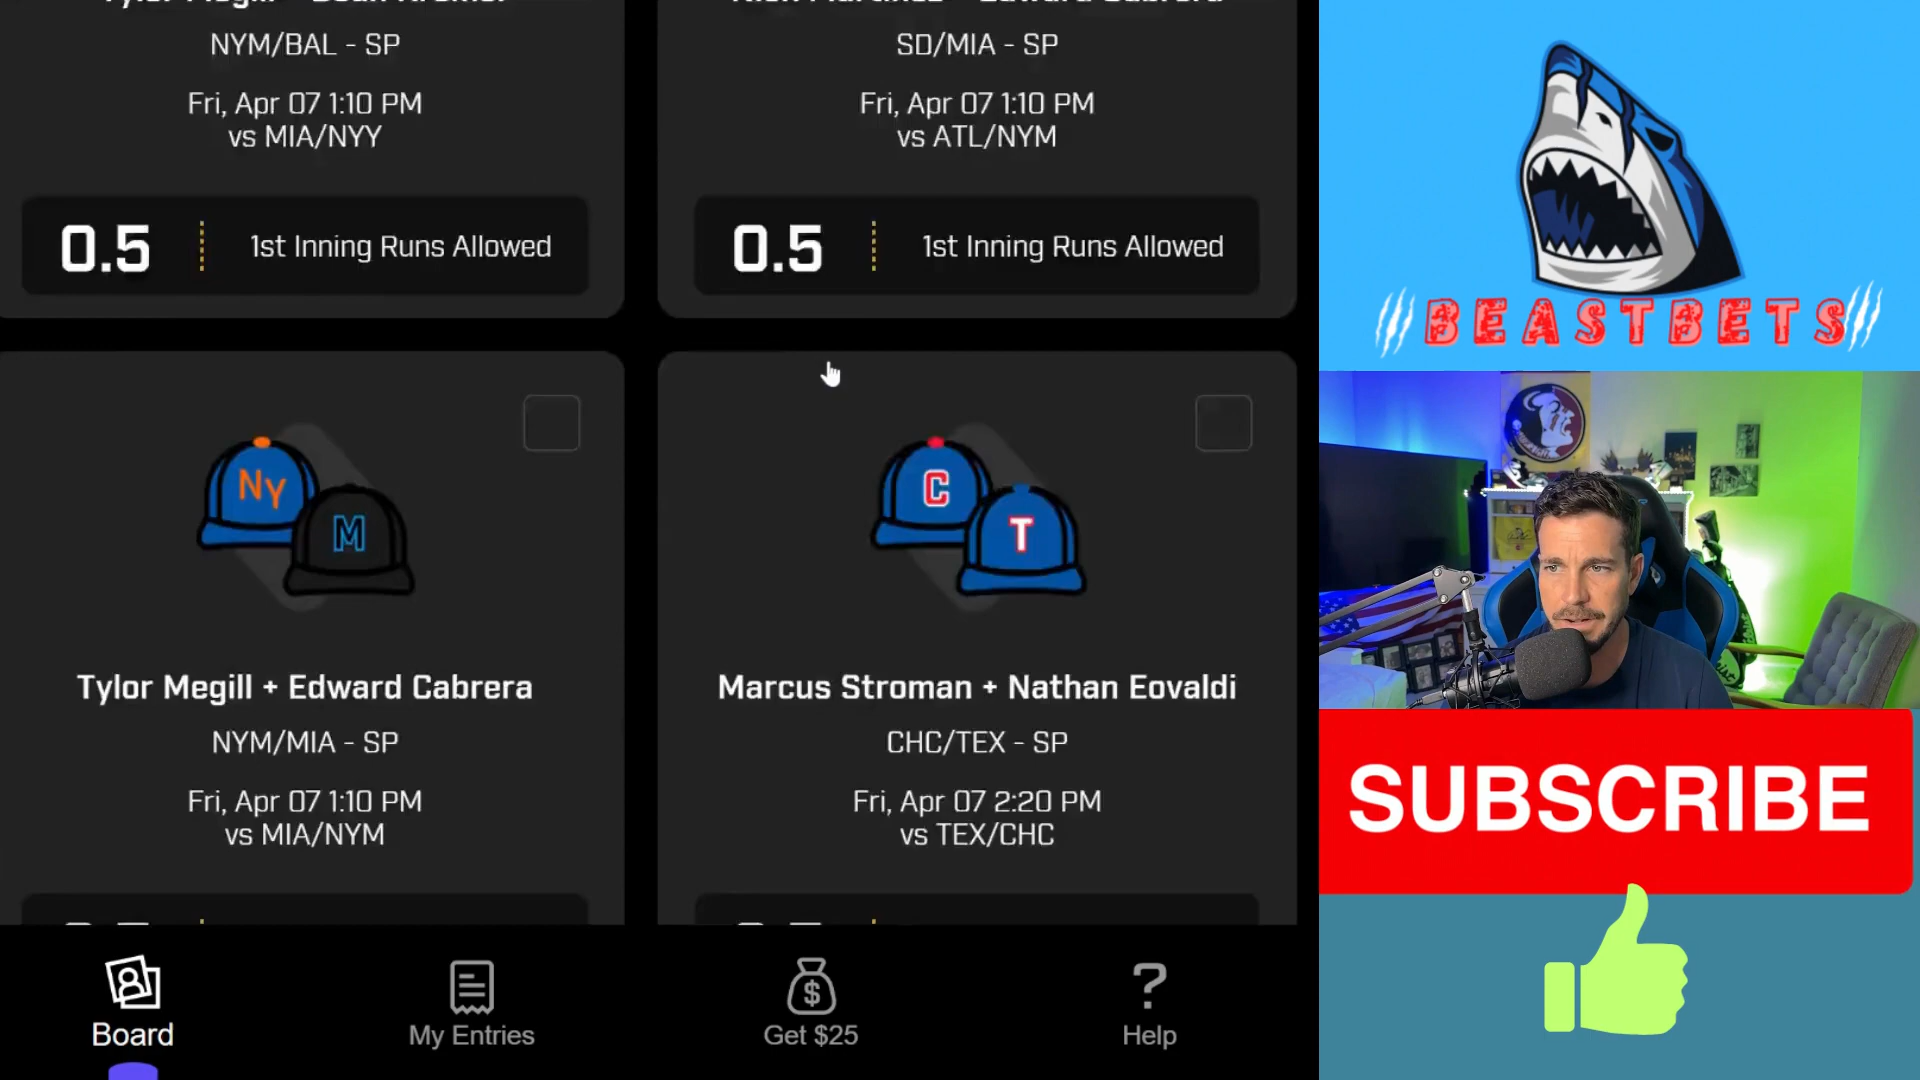 NYM/BAL - SP
Fri, Apr 07 1:10 PM
vs MIA/NYY
0.5
1st Inning Runs Allowed
SD/MIA - SP
Fri, Apr 07 1:10 PM
vs ATL/NYM
0.5
1st Inning Runs Allowed
NY
M
Tylor Megill + Edward Cabrera
NYM/MIA - SP
Fri, Apr 07 1:10 PM
vs MIA/NYM
C
T
Marcus Stroman + Nathan Eovaldi
CHC/TEX - SP
Fri, Apr 07 2:20 PM
vs TEX/CHC
Board
My Entries
$
Get $25
?
Help
BEASTBETS
SUBSCRIBE